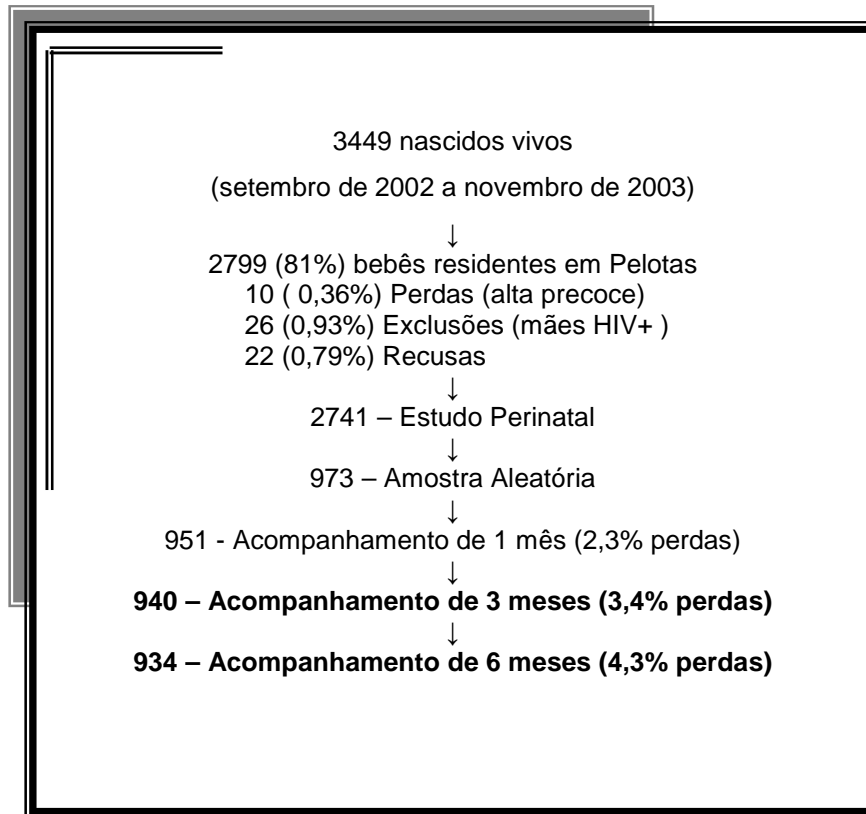 3449 nascidos vivos
(setembro de 2002 a novembro de 2003)
↓
2799 (81%) bebês residentes em Pelotas
10 ( 0,36%) Perdas (alta precoce)
26 (0,93%) Exclusões (mães HIV+ )
22 (0,79%) Recusas
↓
2741 – Estudo Perinatal
↓
973 – Amostra Aleatória
↓
951 - Acompanhamento de 1 mês (2,3% perdas)
↓
940 – Acompanhamento de 3 meses (3,4% perdas)
↓
934 – Acompanhamento de 6 meses (4,3% perdas)